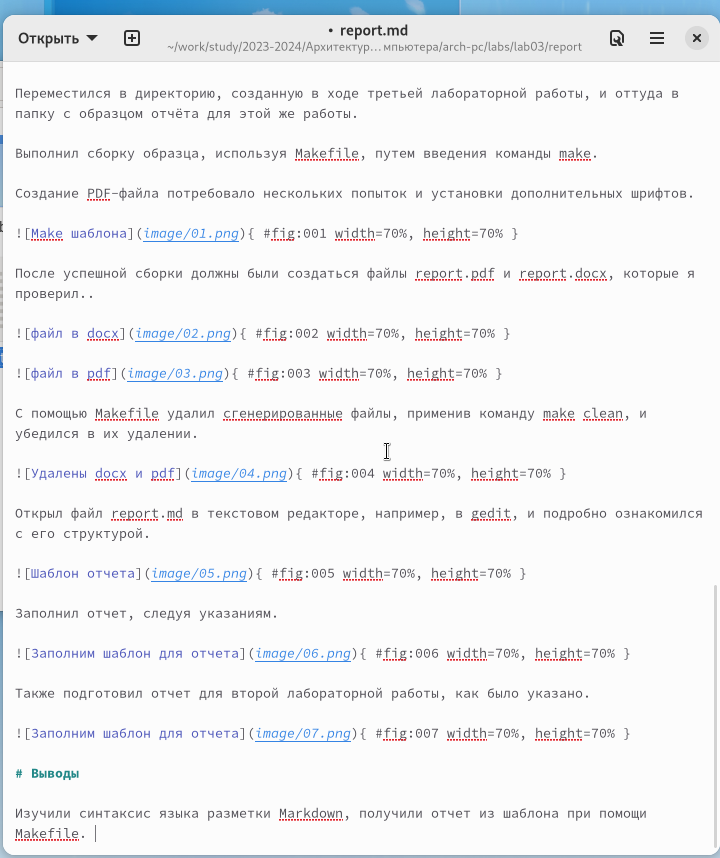 Открыть
• report.md
~/work/study/2023-2024/Архитектур…мпьютера/arch-pc/labs/lab03/report
Переместился в директорию, созданную в ходе третьей лабораторной работы, и оттуда в
папку с образцом отчёта для этой же работы.
Выполнил сборку образца, используя Makefile, путем введения команды make.
Создание PDF-файла потребовало нескольких попыток и установки дополнительных шрифтов.
![Make шаблона](image/01.png){ #fig:001 width=70%, height=70% }
После успешной сборки должны были создаться файлы report.pdf и report.docx, которые я
проверил..
![файл в docx](image/02.png){ #fig:002 width=70%, height=70% }
![файл в pdf](image/03.png){ #fig:003 width=70%, height=70% }
С помощью Makefile удалил сгенерированные файлы, применив команду make clean, и
убедился в их удалении.
![Удалены docx и pdf](image/04.png){ #fig:004 width=70%, height=70% }
Открыл файл report.md в текстовом редакторе, например, в gedit, и подробно ознакомился
с его структурой.
![Шаблон отчета](image/05.png){ #fig:005 width=70%, height=70% }
Заполнил отчет, следуя указаниям.
![Заполним шаблон для отчета](image/06.png){ #fig:006 width=70%, height=70% }
Также подготовил отчет для второй лабораторной работы, как было указано.
![Заполним шаблон для отчета](image/07.png){ #fig:007 width=70%, height=70% }
# Выводы
Изучили синтаксис языка разметки Markdown, получили отчет из шаблона при помощи
Makefile.